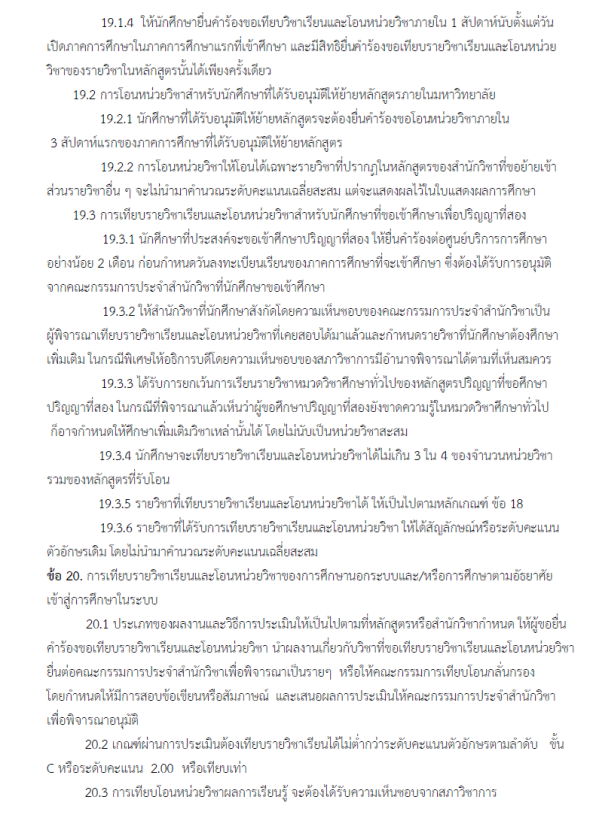 19.1.4 ให้นักศึกษายื่นคำร้องขอเทียบวิชาเรียนและโอนหน่วยวิชาภายใน 1 สัปดาห์นับตั้งแต่วัน
เปิดภาคการศึกษาในภาคการศึกษาแรกที่เข้าศึกษา และมีสิทธิยื่นคำร้องขอเทียบรายวิชาเรียนและโอนหน่วย
วิชาของรายวิชาในหลักสูตรนั้นได้เพียงครั้งเดียว
19.2 การโอนหน่วยวิชาสำหรับนักศึกษาที่ได้รับอนุมัติให้ย้ายหลักสูตรภายในมหาวิทยาลัย
19.2.1 นักศึกษาที่ได้รับอนุมัติให้ย้ายหลักสูตรจะต้องยื่นคำร้องขอโอนหน่วยวิชาภายใน
3 สัปดาห์แรกของภาคการศึกษาที่ได้รับอนุมัติให้ย้ายหลักสูตร
19.2.2 การโอนหน่วยวิชาให้โอนได้เฉพาะรายวิชาที่ปรากฏในหลักสูตรของสำนักวิชาที่ขอย้ายเข้า
ส่วนรายวิชาอื่น ๆ จะไม่นำมาคำนวณระดับคะแนนเฉลี่ยสะสม แต่จะแสดงผลไว้ในใบแสดงผลการศึกษา
19.3 การเทียบรายวิชาเรียนและโอนหน่วยวิชาสำหรับนักศึกษาที่ขอเข้าศึกษาเพื่อปริญญาที่สอง
19.3.1 นักศึกษาที่ประสงค์จะขอเข้าศึกษาปริญญาที่สอง ให้ยื่นคำร้องต่อศูนย์บริการการศึกษา
อย่างน้อย 2 เดือน ก่อนกำหนดวันลงทะเบียนเรียนของภาคการศึกษาที่จะเข้าศึกษา ซึ่งต้องได้รับการอนุมัติ
จากคณะกรรมการประจำสำนักวิชาที่นักศึกษาขอเข้าศึกษา
19.3.2 ให้สำนักวิชาที่นักศึกษาสังกัดโดยความเห็นชอบของคณะกรรมการประจำสำนักวิชาเป็น
ผู้พิจารณาเทียบรายวิชาเรียนและโอนหน่วยวิชาที่เคยสอบได้มาแล้วและกำหนดรายวิชาที่นักศึกษาต้องศึกษา
เพิ่มเติม ในกรณีพิเศษให้อธิการบดีโดยความเห็นชอบของสภาวิชาการมีอำนาจพิจารณาได้ตามที่เห็นสมควร
19.3.3 ได้รับการยกเว้นการเรียนรายวิชาหมวดวิชาศึกษาทั่วไปของหลักสูตรปริญญาที่ขอศึกษา
ปริญญาที่สอง ในกรณีที่พิจารณาแล้วเห็นว่าผู้ขอศึกษาปริญญาที่สองยังขาดความรู้ในหมวดวิชาศึกษาทั่วไป
ก็อาจกำหนดให้ศึกษาเพิ่มเติมวิชาเหล่านั้นได้ โดยไม่นับเป็นหน่วยวิชาสะสม
19.3.4 นักศึกษาจะเทียบรายวิชาเรียนและโอนหน่วยวิชาได้ไม่เกิน 3 ใน 4 ของจำนวนหน่วยวิชา
รวมของหลักสูตรที่รับโอน
19.3.5 รายวิชาที่เทียบรายวิชาเรียนและโอนหน่วยวิชาได้ ให้เป็นไปตามหลักเกณฑ์ ข้อ 18
19.3.6 รายวิชาที่ได้รับการเทียบรายวิชาเรียนและโอนหน่วยวิชา ให้ได้สัญลักษณ์หรือระดับคะแนน
ตัวอักษรเดิม โดยไม่นำมาคำนวณระดับคะแนนเฉลี่ยสะสม
ข้อ 20. การเทียบรายวิชาเรียนและโอนหน่วยวิชาของการศึกษานอกระบบและ/หรือการศึกษาตามอัธยาศัย
เข้าสู่การศึกษาในระบบ
20.1 ประเภทของผลงานและวิธีการประเมินให้เป็นไปตามที่หลักสูตรหรือสำนักวิชากำหนด ให้ผู้ขอยื่น
คำร้องขอเทียบรายวิชาเรียนและโอนหน่วยวิชา นำผลงานเกี่ยวกับวิชาที่ขอเทียบรายวิชาเรียนและโอนหน่วยวิชา
ยื่นต่อคณะกรรมการประจำสำนักวิชาเพื่อพิจารณาเป็นรายๆ หรือให้คณะกรรมการเทียบโอนกลั่นกรอง
โดยกำหนดให้มีการสอบข้อเขียนหรือสัมภาษณ์ และเสนอผลการประเมินให้คณะกรรมการประจำสำนักวิชา
เพื่อพิจารณาอนุมัติ
20.2 เกณฑ์ผ่านการประเมินต้องเทียบรายวิชาเรียนได้ไม่ต่ำกว่าระดับคะแนนตัวอักษรตามลำดับ ขั้น
C หรือระดับคะแนน 2.00 หรือเทียบเท่า
20.3 การเทียบโอนหน่วยวิชาผลการเรียนรู้ จะต้องได้รับความเห็นชอบจากสภาวิชาการ